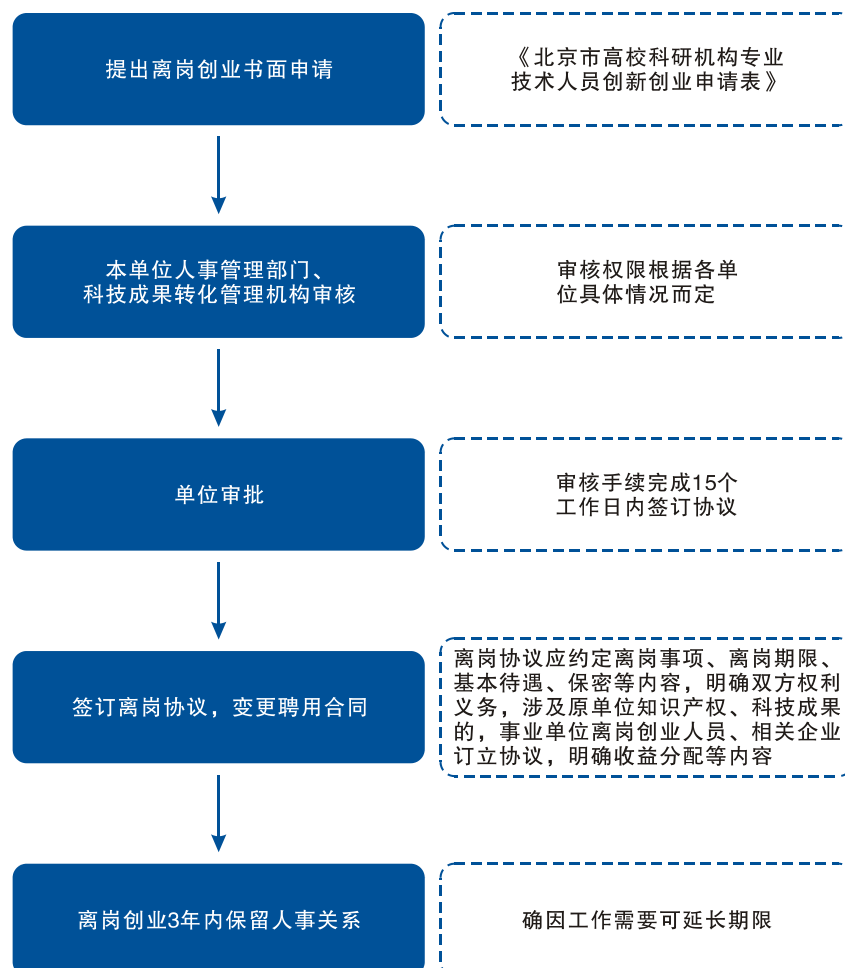 提出离岗创业书面申请
《北京市高校科研机构专业
技术人员创新创业申请表》
本单位人事管理部门、
科技成果转化管理机构审核
审核权限根据各单
位具体情况而定
单位审批
审核手续完成15个
工作日内签订协议
签订离岗协议，变更聘用合同
离岗协议应约定离岗事项、离岗期限、
基本待遇、保密等内容，明确双方权利
义务，涉及原单位知识产权、科技成果
的，事业单位离岗创业人员、相关企业
订立协议，明确收益分配等内容
离岗创业3年内保留人事关系
确因工作需要可延长期限